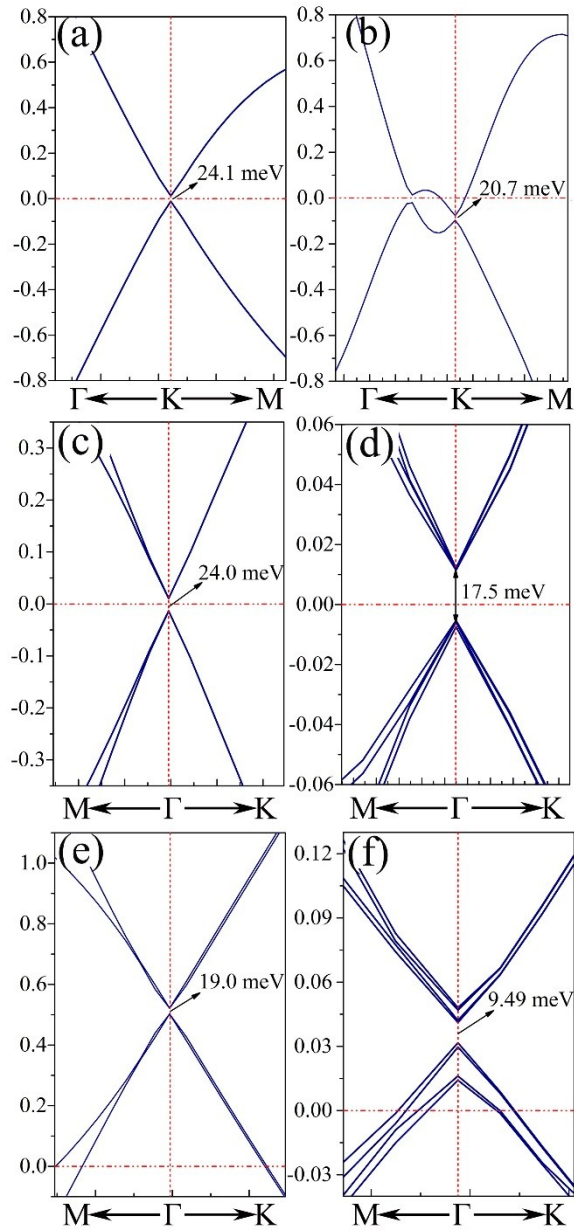 (a)
0.8
0.6
0.4
0.2
0.0
-0.2
-0.4
-0.6
-0.8
24.1 meV
Γ K M
(b)
0.8
0.6
0.4
0.2
0.0
-0.2
-0.4
-0.6
-0.8
20.7 meV
Γ K M
(c)
0.3
0.2
0.1
0.0
-0.1
-0.2
-0.3
24.0 meV
M Γ K
(d)
0.06
0.04
0.02
0.00
-0.02
-0.04
-0.06
17.5 meV
M Γ K
(e)
1.0
0.8
0.6
0.4
0.2
0.0
19.0 meV
M Γ K
(f)
0.12
0.09
0.06
0.03
0.00
-0.03
9.49 meV
M Γ K